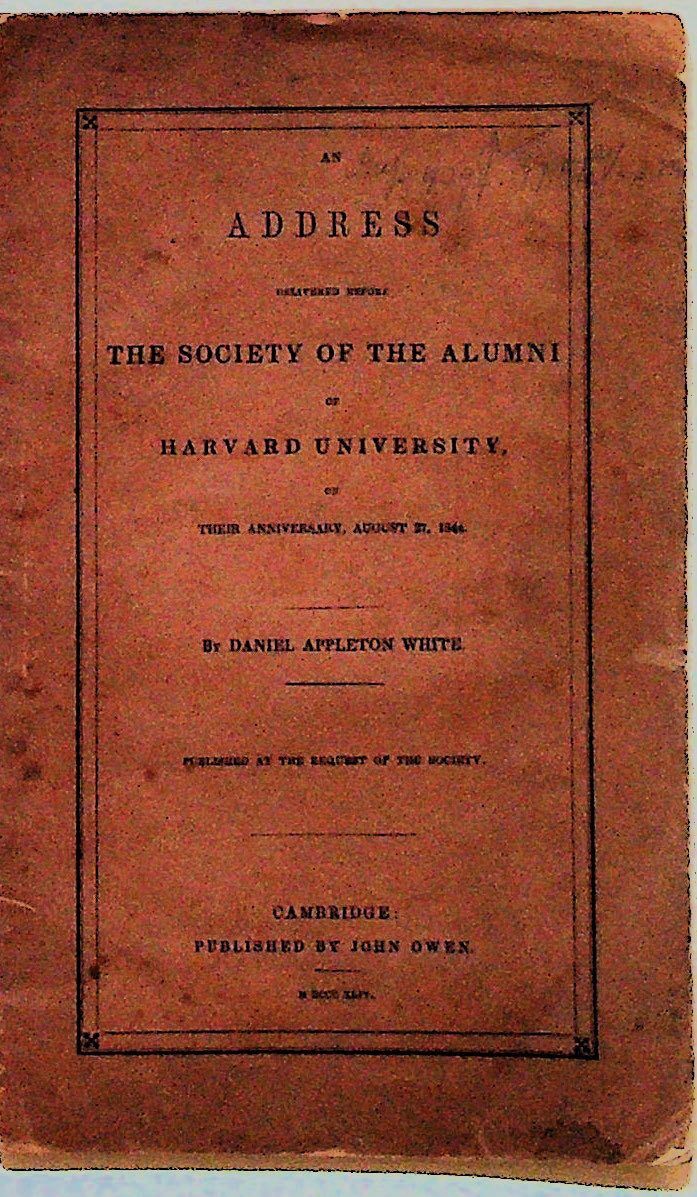 AN
ADDRESS
DELIVERED BEFORE
THE SOCIETY OF THE ALUMNI
OF
HARVARD UNIVERSITY,
ON
THEIR ANNIVERSARY, AUGUST 27, 1844.
BY DANIEL APPLETON WHITE.
PUBLISHED AT THE REQUEST OF THE SOCIETY.
CAMBRIDGE:
PUBLISHED BY JOHN OWEN.
M DCCC XLIV.